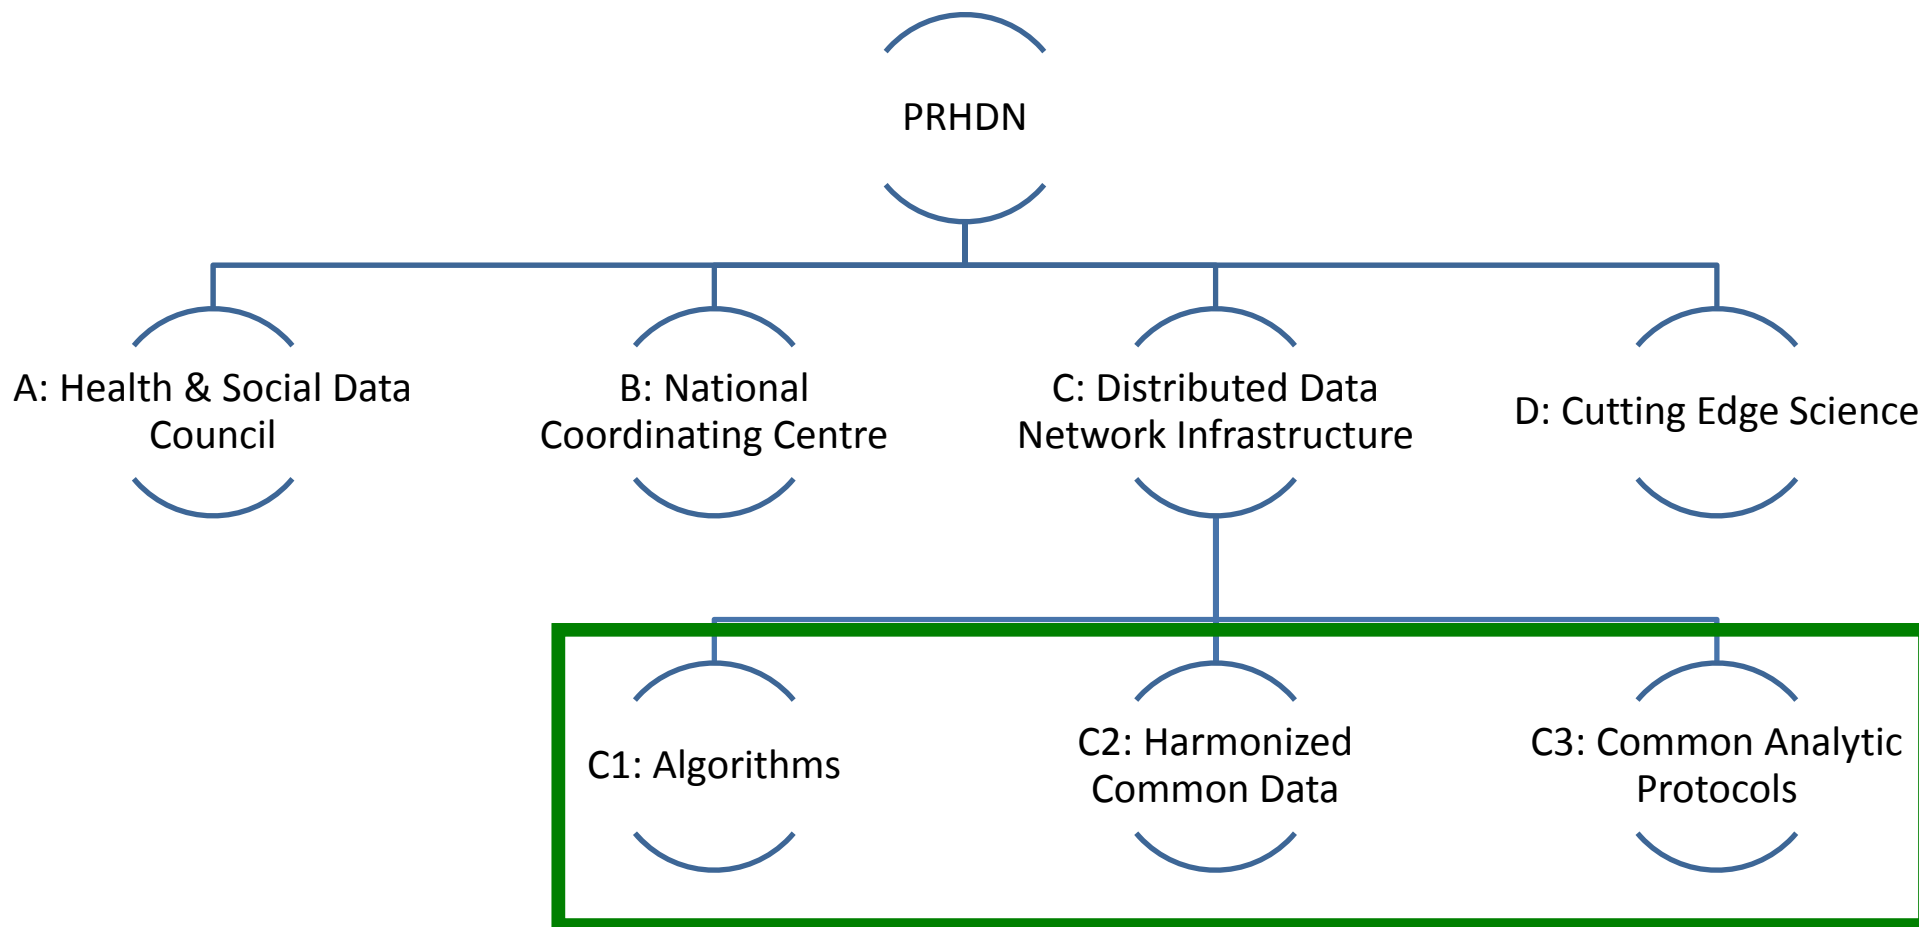 PRHDN
A: Health & Social Data
Council
B: National
Coordinating Centre
C: Distributed Data
Network Infrastructure
D: Cutting Edge Science
C1: Algorithms
C2: Harmonized
Common Data
C3: Common Analytic
Protocols